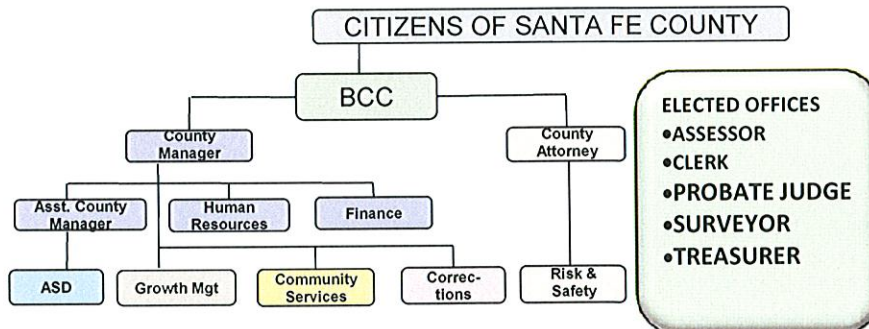 CITIZENS OF SANTA FE COUNTY
BCC
County
Manager
County
Attorney
Asst. County
Manager
Human
Resources
Finance
ASD
Growth Mgt
Community
Services
Correc-
tions
Risk &
Safety
ELECTED OFFICES
•ASSESSOR
•CLERK
•PROBATE JUDGE
•SURVEYOR
•TREASURER